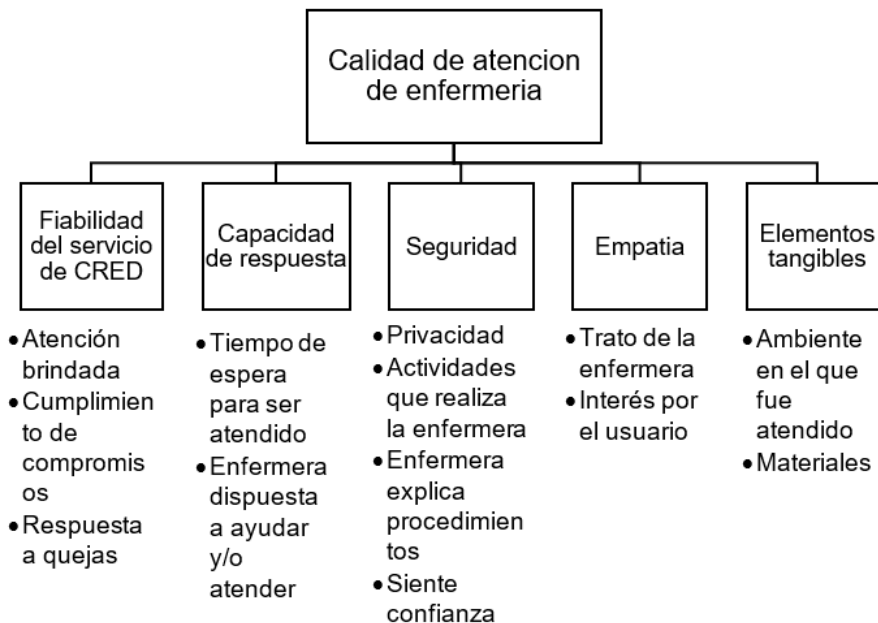 Calidad de atencion
de enfermeria
Fiabilidad
del servicio
de CRED
Capacidad
de respuesta
Seguridad
Empatia
Elementos
tangibles
• Atención
brindada
• Cumplimien
to de
compromis
os
• Respuesta
a quejas
• Tiempo de
espera
para ser
atendido
• Enfermera
dispuesta
a ayudar
y/o
atender
• Privacidad
• Actividades
que realiza
la enfermera
• Enfermera
explica
procedimien
tos
• Siente
confianza
• Trato de la
enfermera
• Interés por
el usuario
• Ambiente
en el que
fue
atendido
• Materiales